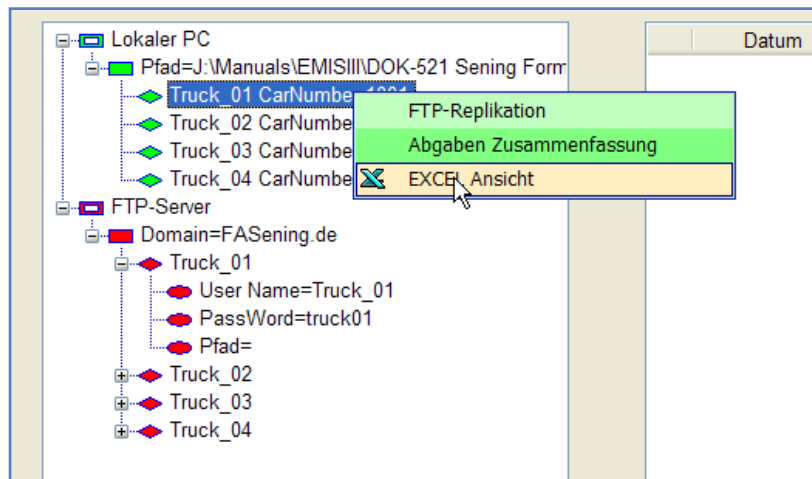 Lokaler PC
Datum
Pfad=J:\Manuals\EMISIII\DOK-521 Sening Form
Truck_01 CarNumber
FTP-Replikation
Truck_02 CarNumbe
Abgaben Zusammenfassung
Truck_03 CarNumbe
Truck_04 CarNumbe
EXCEL Ansicht
FTP-Server
Domain=FASening.de
Truck_01
User Name=Truck_01
PassWord=truck01
Pfad=
Truck_02
Truck_03
Truck_04